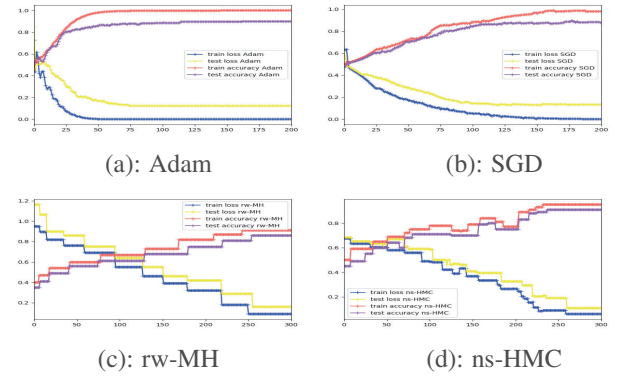 1.0
0.8
0.6
0.4
0.2
0.0
train loss Adam
test loss Adam
train accuracy Adam
test accuracy Adam
0 25 50 75 100 125 150 175 200
(a): Adam
1.0
0.8
0.6
0.4
0.2
0.0
train loss SGD
test loss SGD
train accuracy SGD
test accuracy SGD
0 25 50 75 100 125 150 175 200
(b): SGD
1.2
1.0
0.8
0.6
0.4
0.2
train loss rw-MH
test loss rw-MH
train accuracy rw-MH
test accuracy rw-MH
0 50 100 150 200 250 300
(c): rw-MH
0.8
0.6
0.4
0.2
train loss ns-HMC
test loss ns-HMC
train accuracy ns-HMC
test accuracy ns-HMC
0 50 100 150 200 250 300
(d): ns-HMC